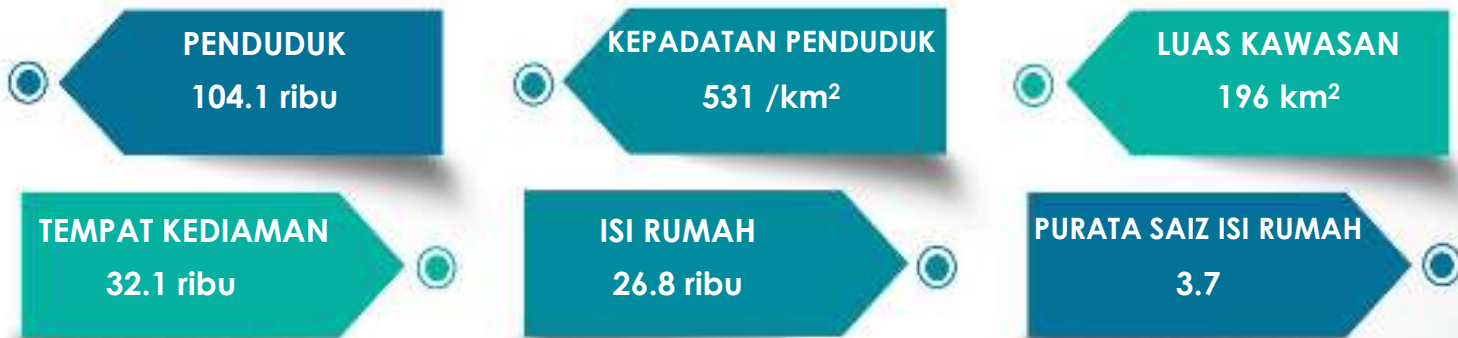 PENDUDUK
104.1 ribu
KEPADATAN PENDUDUK
531 /km²
LUAS KAWASAN
196 km²
TEMPAT KEDIAMAN
32.1 ribu
ISI RUMAH
26.8 ribu
PURATA SAIZ ISI RUMAH
3.7